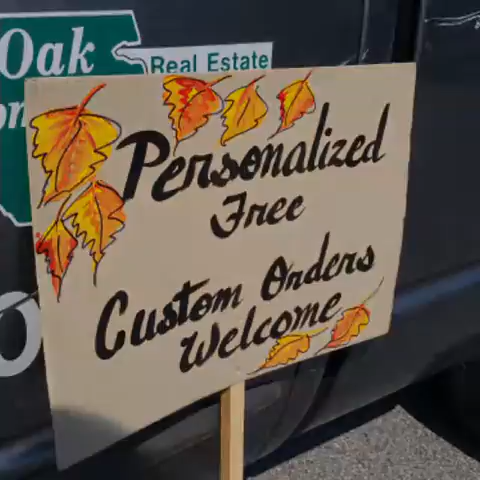 Oak
Real Estate
Personalized
Free
Custom Orders
Welcome